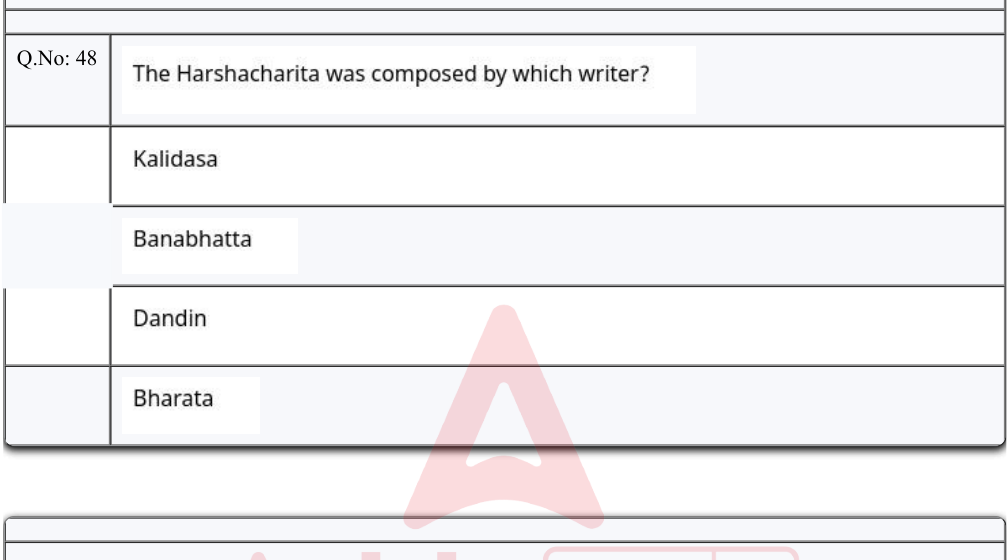 Q.No: 48
The Harshacharita was composed by which writer?
Kalidasa
Banabhatta
Dandin
Bharata